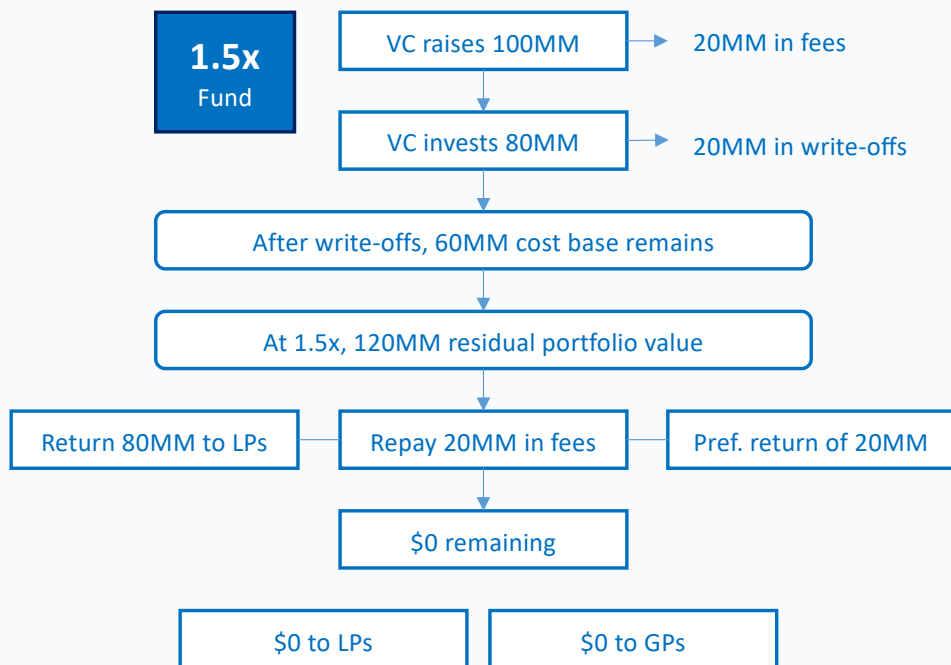 1.5x
Fund
VC raises 100MM
20MM in fees
VC invests 80MM
20MM in write-offs
After write-offs, 60MM cost base remains
At 1.5x, 120MM residual portfolio value
Return 80MM to LPs
Repay 20MM in fees
Pref. return of 20MM
$0 remaining
$0 to LPs
$0 to GPs